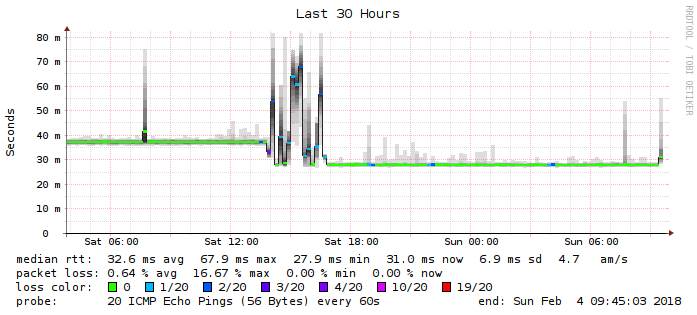 Last 30 Hours
RRDTOOL / TOBI OETIKER
Seconds
80 m
70 m
60 m
50 m
40 m
30 m
20 m
10 m
0
Sat 06:00 Sat 12:00 Sat 18:00 Sun 00:00 Sun 06:00
median rtt: 32.6 ms avg 67.9 ms max 27.9 ms min 31.0 ms now 6.9 ms sd 4.7 am/s
packet loss: 0.64 % avg 16.67 % max 0.00 % min 0.00 % now
loss color: 0 1/20 2/20 3/20 4/20 10/20 19/20
probe: 20 ICMP Echo Pings (56 Bytes) every 60s end: Sun Feb 4 09:45:03 2018